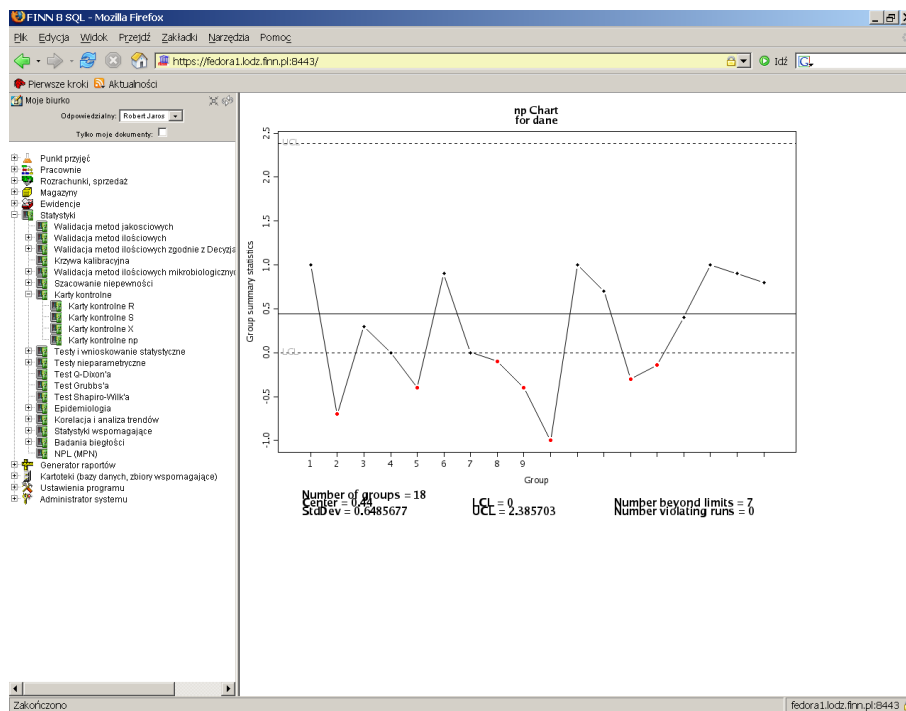 FINN 8 SQL - Mozilla Firefox
Plik Edycja Widok Przejdź Zakładki Narzędzia Pomoc
https://fedora1.lodz.finn.pl:8443/
Idź
G
Pierwsze kroki Aktualności
Moje biurko
Odpowiedzialny: Robert Jaros
Tylko moje dokumenty:
Punkt przyjęć
Pracownie
Rozrachunki, sprzedaż
Magazyny
Ewidencje
Statystyki
Walidacja metod jakosciowych
Walidacja metod ilościowych
Walidacja metod ilościowych zgodnie z Decyzja
Krzywa kalibracyjna
Walidacja metod ilościowych mikrobiologiczny
Szacowanie niepewności
Karty kontrolne
Karty kontrolne R
Karty kontrolne S
Karty kontrolne X
Karty kontrolne np
Testy i wnioskowanie statystyczne
Testy nieparametryczne
Test Q-Dixon'a
Test Grubbs'a
Test Shapiro-Wilk'a
Epidemiologia
Korelacja i analiza trendów
Statystyki wspomagające
Badania biegłości
NPL (MPN)
Generator raportów
Kartoteki (bazy danych, zbiory wspomagające)
Ustawienia programu
Administrator systemu
np Chart
for dane
Group summary statistics
2.5
2.0
1.5
1.0
0.5
0.0
-0.5
-1.0
UCL
UCL
1 2 3 4 5 6 7 8 9
Group
Number of groups = 18
Center = 0.44
StdDev = 0.6485677
LCL = 0
UCL = 2.385703
Number beyond limits = 7
Number violating runs = 0
Zakończono
fedora1.lodz.finn.pl:8443